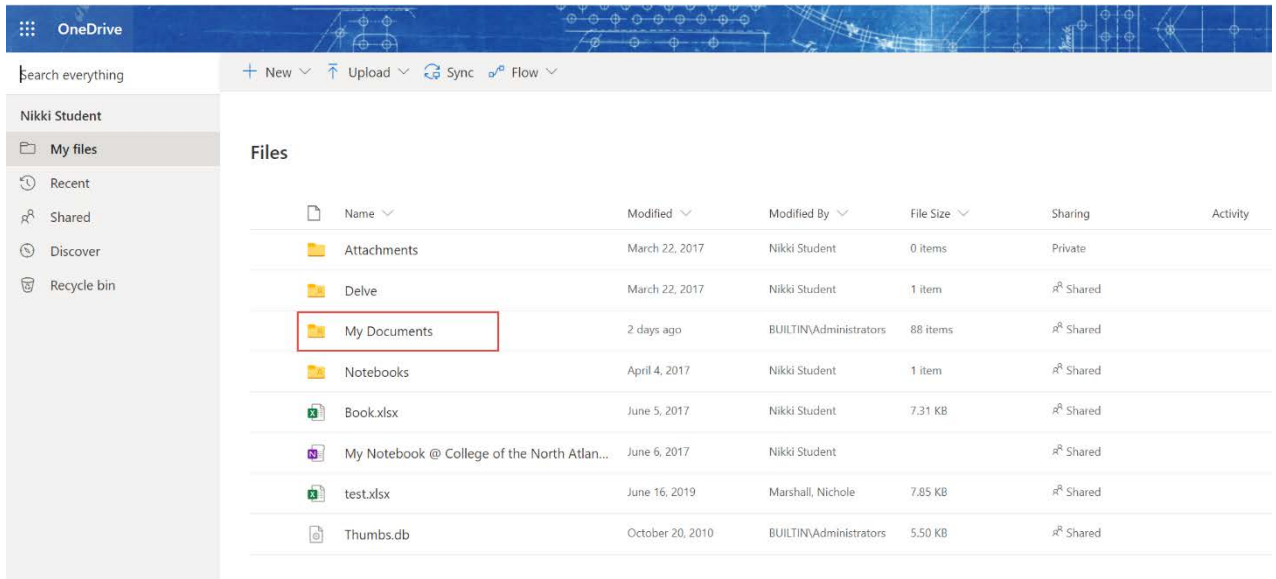 OneDrive
Search everything
New Upload Sync Flow
Nikki Student
My files
Recent
Shared
Discover
Recycle bin
Files
Name Modified Modified By File Size Sharing Activity
Attachments March 22, 2017 Nikki Student 0 items Private
Delve March 22, 2017 Nikki Student 1 item Shared
My Documents 2 days ago BUILTIN\Administrators 88 items Shared
Notebooks April 4, 2017 Nikki Student 1 item Shared
Book.xlsx June 5, 2017 Nikki Student 7.31 KB Shared
My Notebook @ College of the North Atlan... June 6, 2017 Nikki Student Shared
test.xlsx June 16, 2019 Marshall, Nichole 7.85 KB Shared
Thumbs.db October 20, 2010 BUILTIN\Administrators 5.50 KB Shared